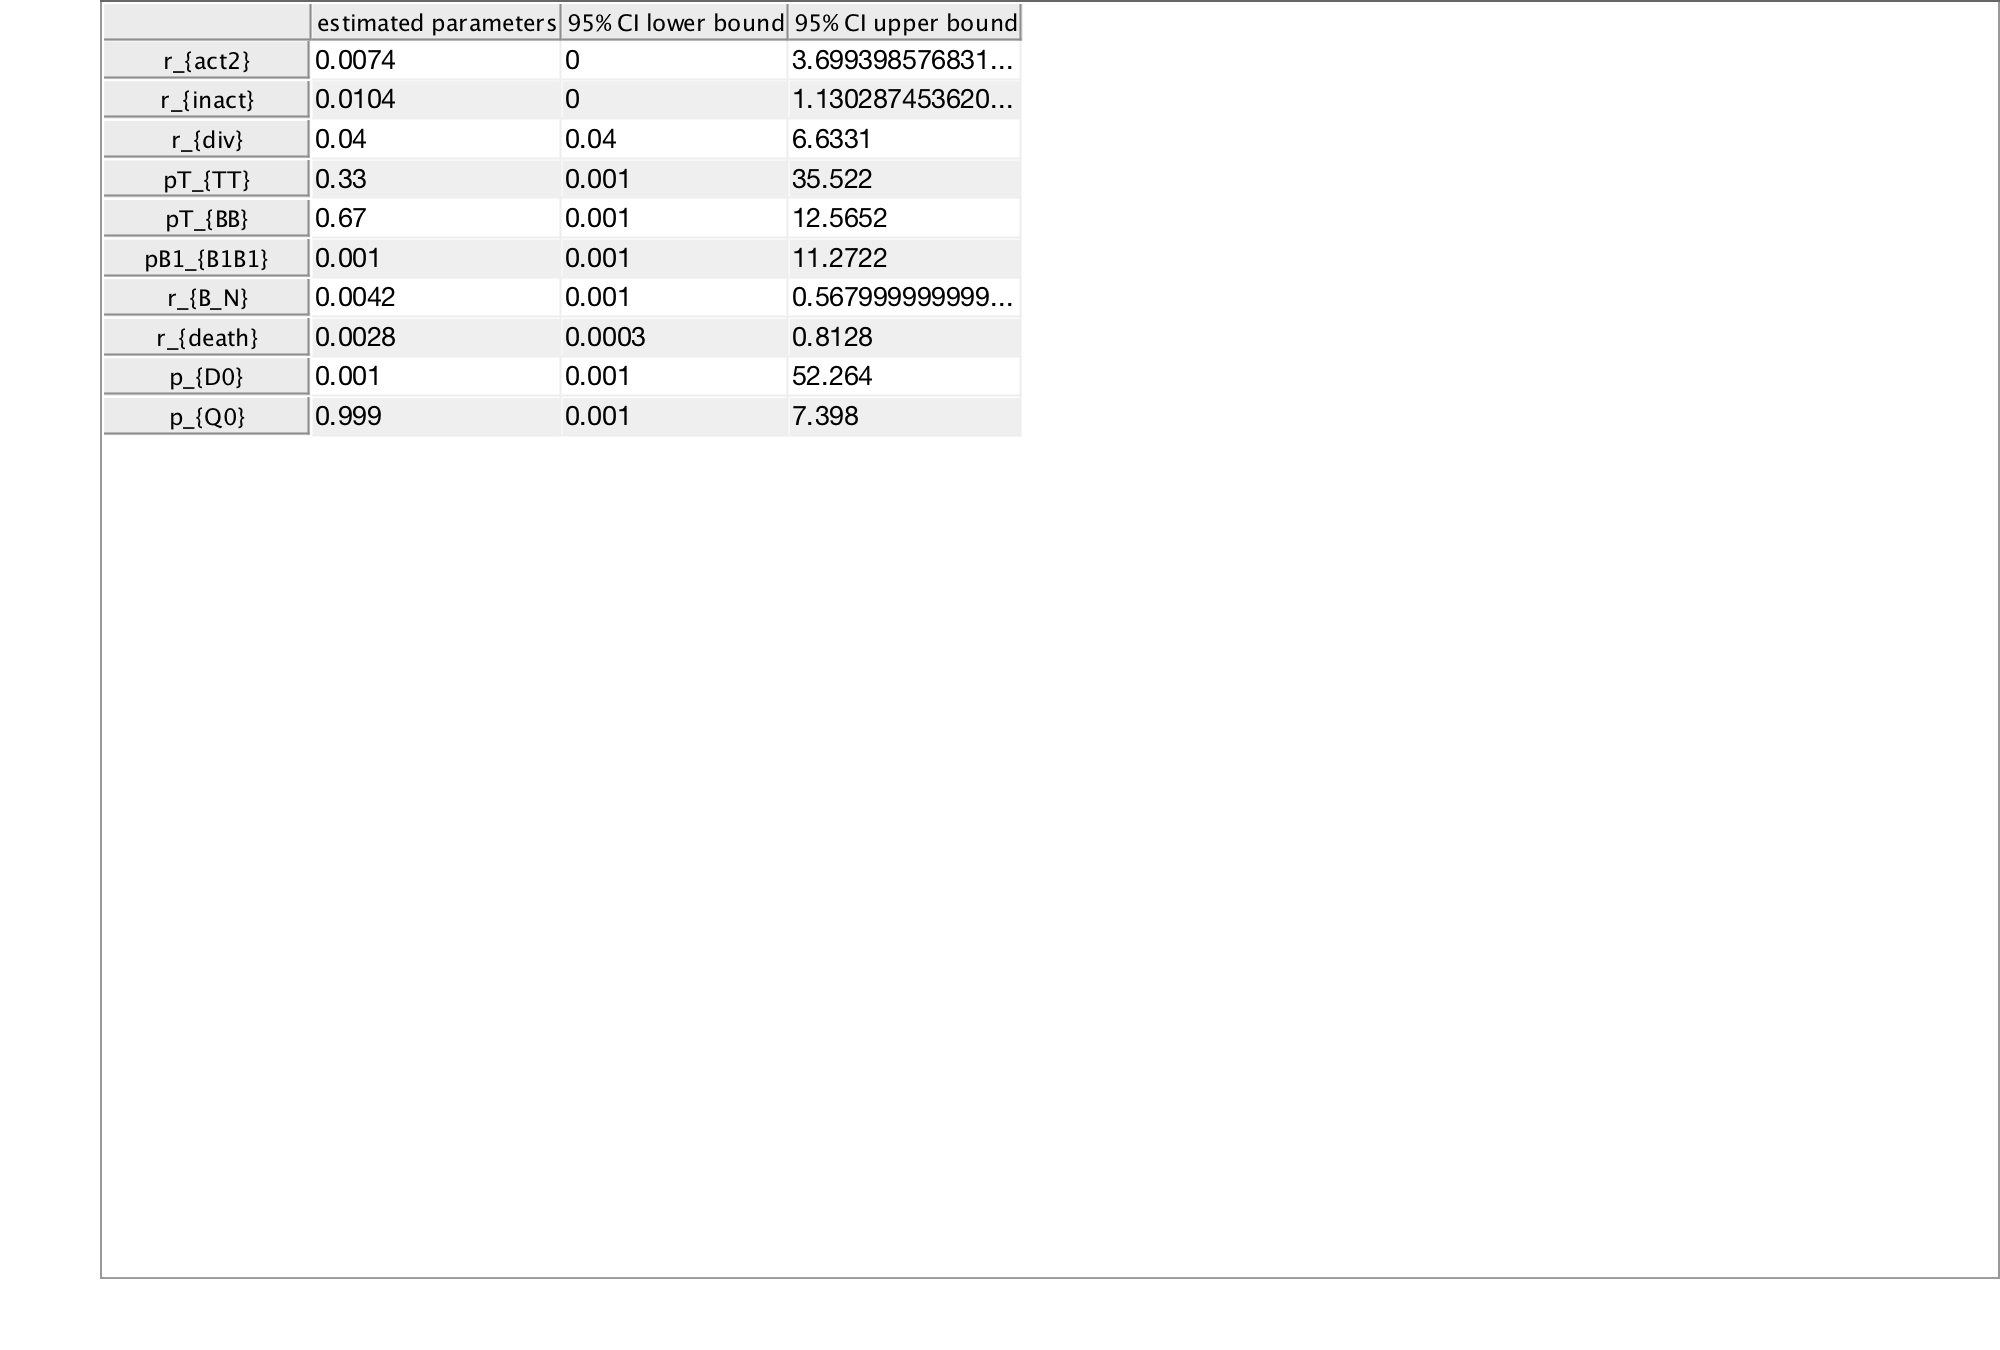 estimated parameters 95% CI lower bound 95% CI upper bound
r_{act2} 0.0074 0 3.699398576831...
r_{inact} 0.0104 0 1.130287453620...
r_{div} 0.04 0.04 6.6331
pT_{TT} 0.33 0.001 35.522
pT_{BB} 0.67 0.001 12.5652
pB1_{B1B1} 0.001 0.001 11.2722
r_{B_N} 0.0042 0.001 0.567999999999...
r_{death} 0.0028 0.0003 0.8128
p_{D0} 0.001 0.001 52.264
p_{Q0} 0.999 0.001 7.398